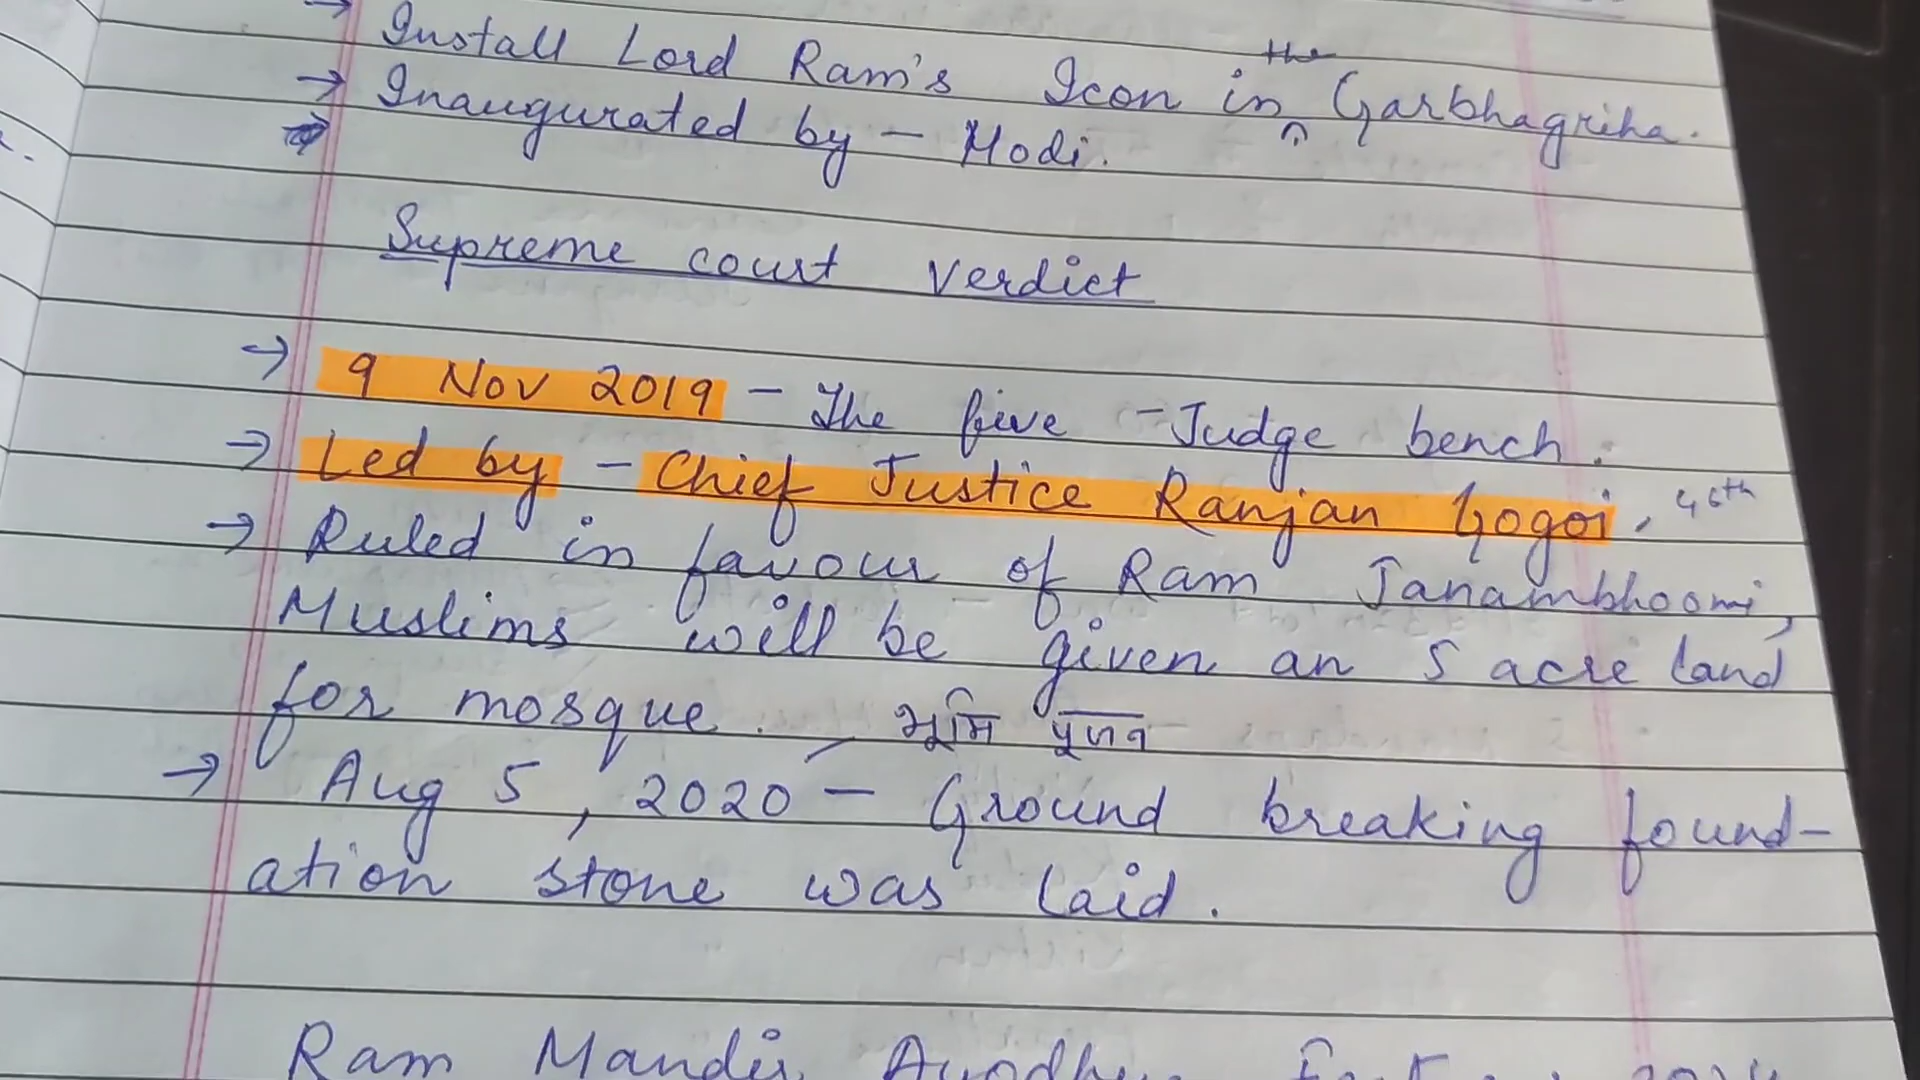 → Install Lord Ram's Icon in the Garbhagriha.
→ Inaugurated by – Modi.
Supreme court verdict
→ 9 Nov 2019 – The five – Judge bench.
→ Led by – Chief Justice Ranjan Gogoi, 46th
→ Ruled in favour of Ram Janambhoomi,
Muslims will be given an 5 acre land
for mosque. भूमि पूजन
→ Aug 5, 2020 – Ground breaking found-
ation stone was laid.
Ram Mandir